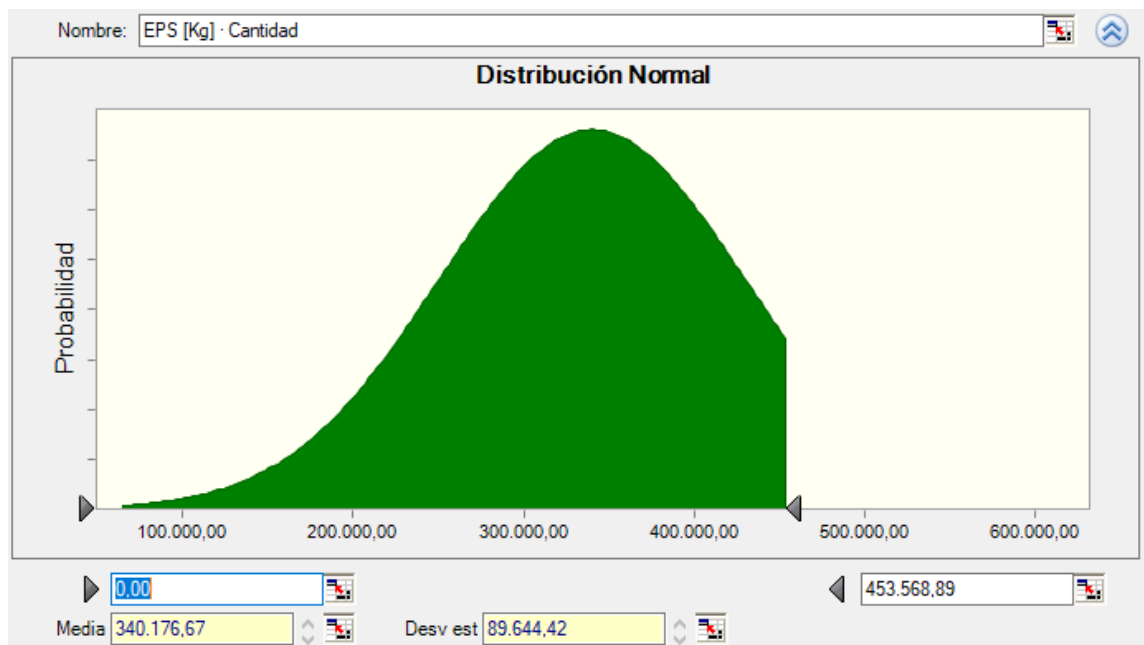 Nombre: EPS [Kg] · Cantidad
Distribución Normal
Probabilidad
100.000,00 200.000,00 300.000,00 400.000,00 500.000,00 600.000,00
0,00 453.568,89
Media 340.176,67 Desv est 89.644,42